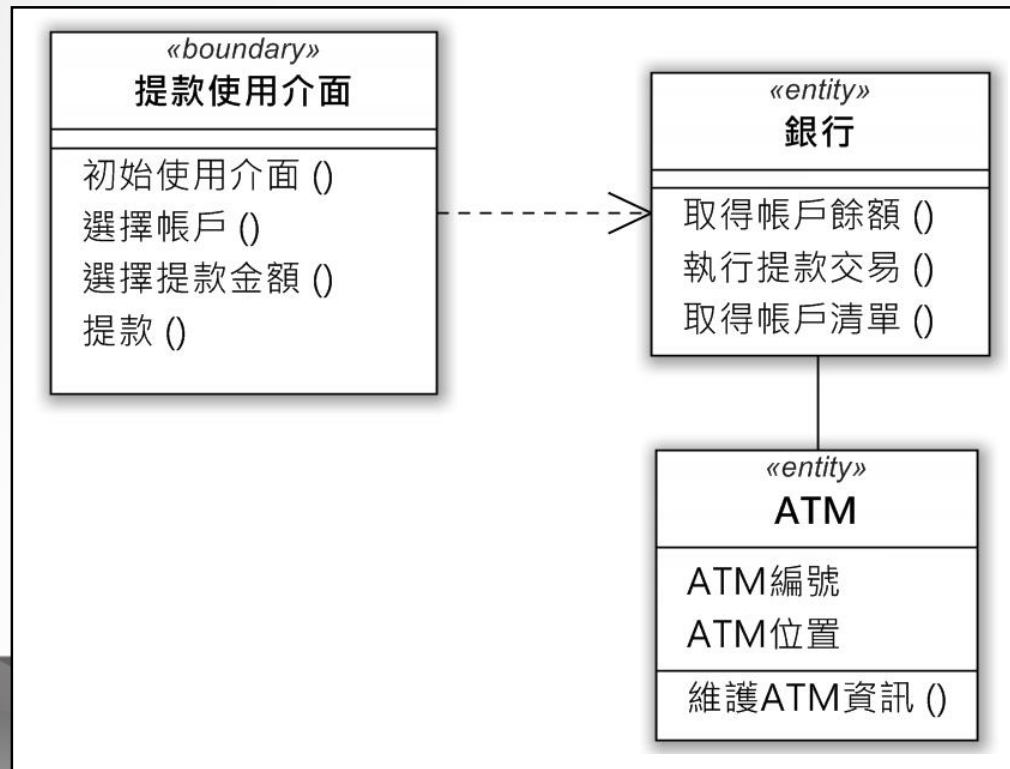 «boundary»
提款使用介面
初始使用介面 ()
選擇帳戶 ()
選擇提款金額 ()
提款 ()
«entity»
銀行
取得帳戶餘額 ()
執行提款交易 ()
取得帳戶清單 ()
«entity»
ATM
ATM編號
ATM位置
維護ATM資訊 ()